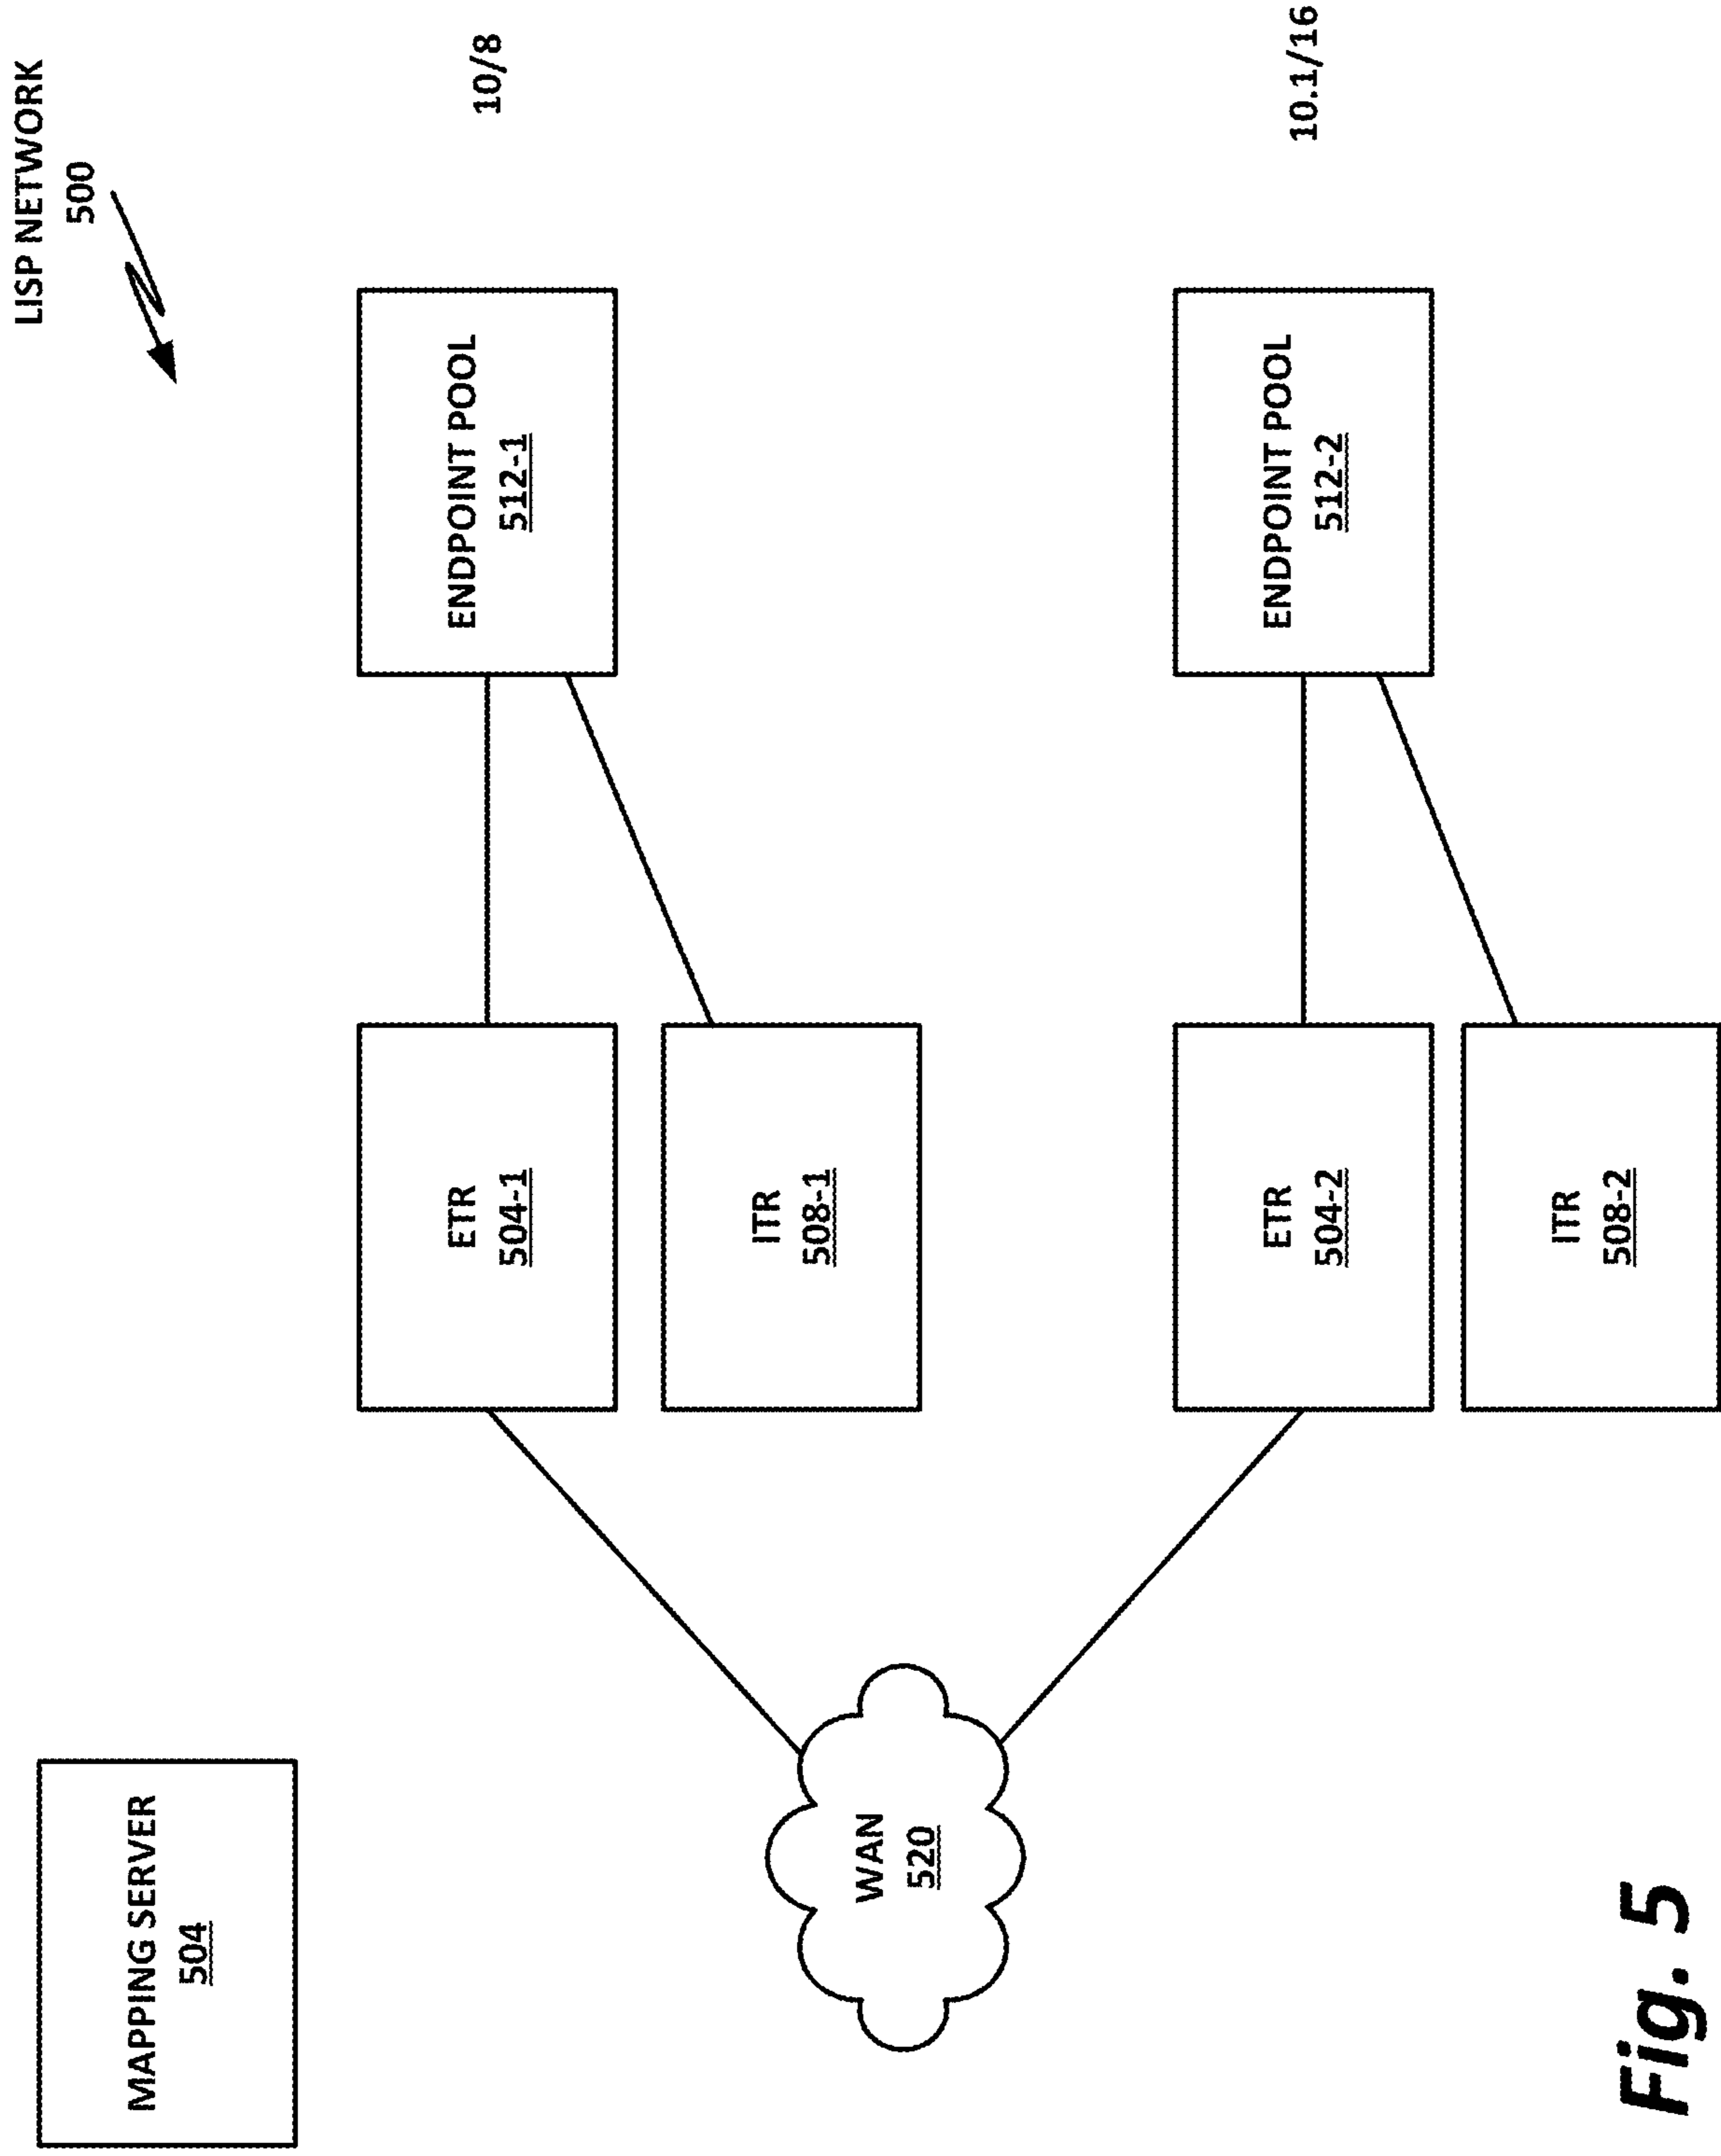 LISP NETWORK
500
MAPPING SERVER
504
ETR
504-1
ENDPOINT POOL
512-1
10/8
ITR
508-1
WAN
520
ETR
504-2
ENDPOINT POOL
512-2
10.1/16
ITR
508-2
Fig. 5